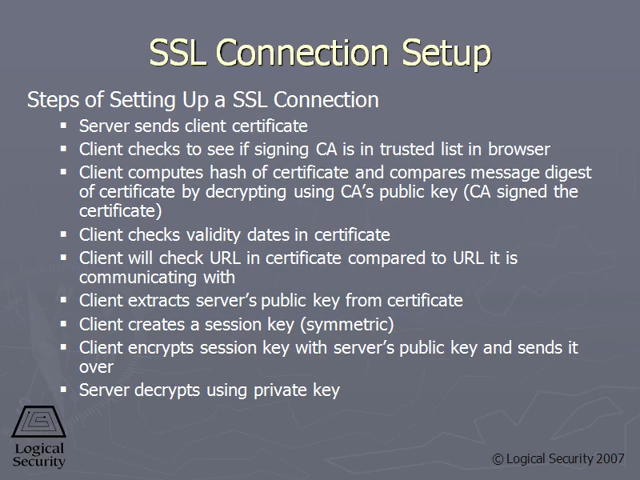 SSL Connection Setup
Steps of Setting Up a SSL Connection
▪ Server sends client certificate
▪ Client checks to see if signing CA is in trusted list in browser
▪ Client computes hash of certificate and compares message digest
of certificate by decrypting using CA's public key (CA signed the
certificate)
▪ Client checks validity dates in certificate
▪ Client will check URL in certificate compared to URL it is
communicating with
▪ Client extracts server's public key from certificate
▪ Client creates a session key (symmetric)
▪ Client encrypts session key with server's public key and sends it
over
▪ Server decrypts using private key
Logical
Security
© Logical Security 2007